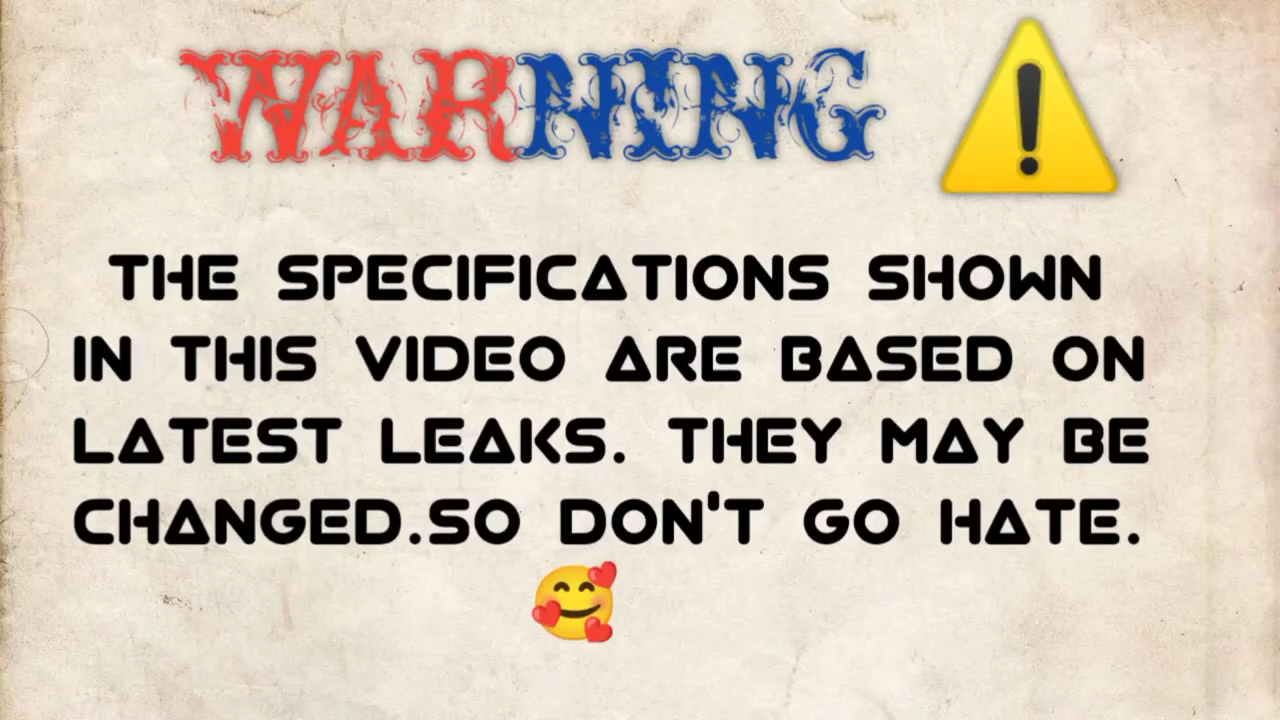 WARNING ⚠️
THE SPECIFICATIONS SHOWN
IN THIS VIDEO ARE BASED ON
LATEST LEAKS. THEY MAY BE
CHANGED.SO DON'T GO HATE.
🥰